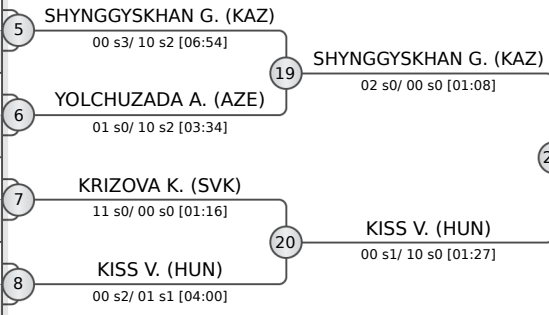 SHYNGGYSKHAN G. (KAZ)
5
00 s3/ 10 s2 [06:54]
19
SHYNGGYSKHAN G. (KAZ)
02 s0/ 00 s0 [01:08]
YOLCHUZADA A. (AZE)
6
01 s0/ 10 s2 [03:34]
2
KRIZOVA K. (SVK)
7
11 s0/ 00 s0 [01:16]
20
KISS V. (HUN)
00 s1/ 10 s0 [01:27]
KISS V. (HUN)
8
00 s2/ 01 s1 [04:00]